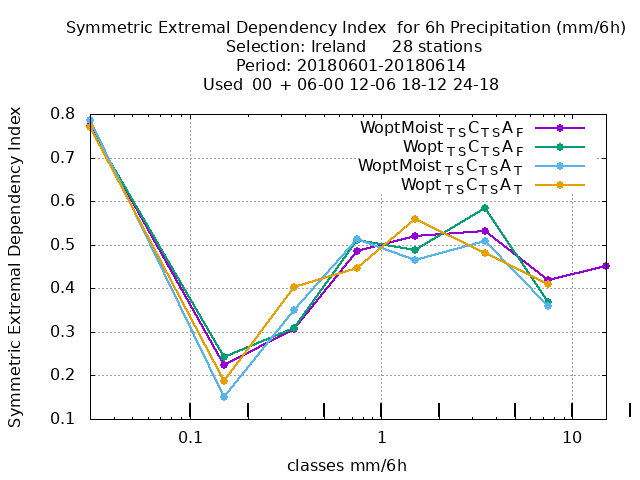 Symmetric Extremal Dependency Index  for 6h Precipitation (mm/6h)
Selection: Ireland     28 stations
Period: 20180601-20180614
Used  00  + 06-00 12-06 18-12 24-18
Symmetric Extremal Dependency Index
0.8
0.7
0.6
0.5
0.4
0.3
0.2
0.1
WoptMoist TS C TS A F
Wopt TS C TS A F
WoptMoist TS C TS A T
Wopt TS C TS A T
0.1 1 10
classes mm/6h